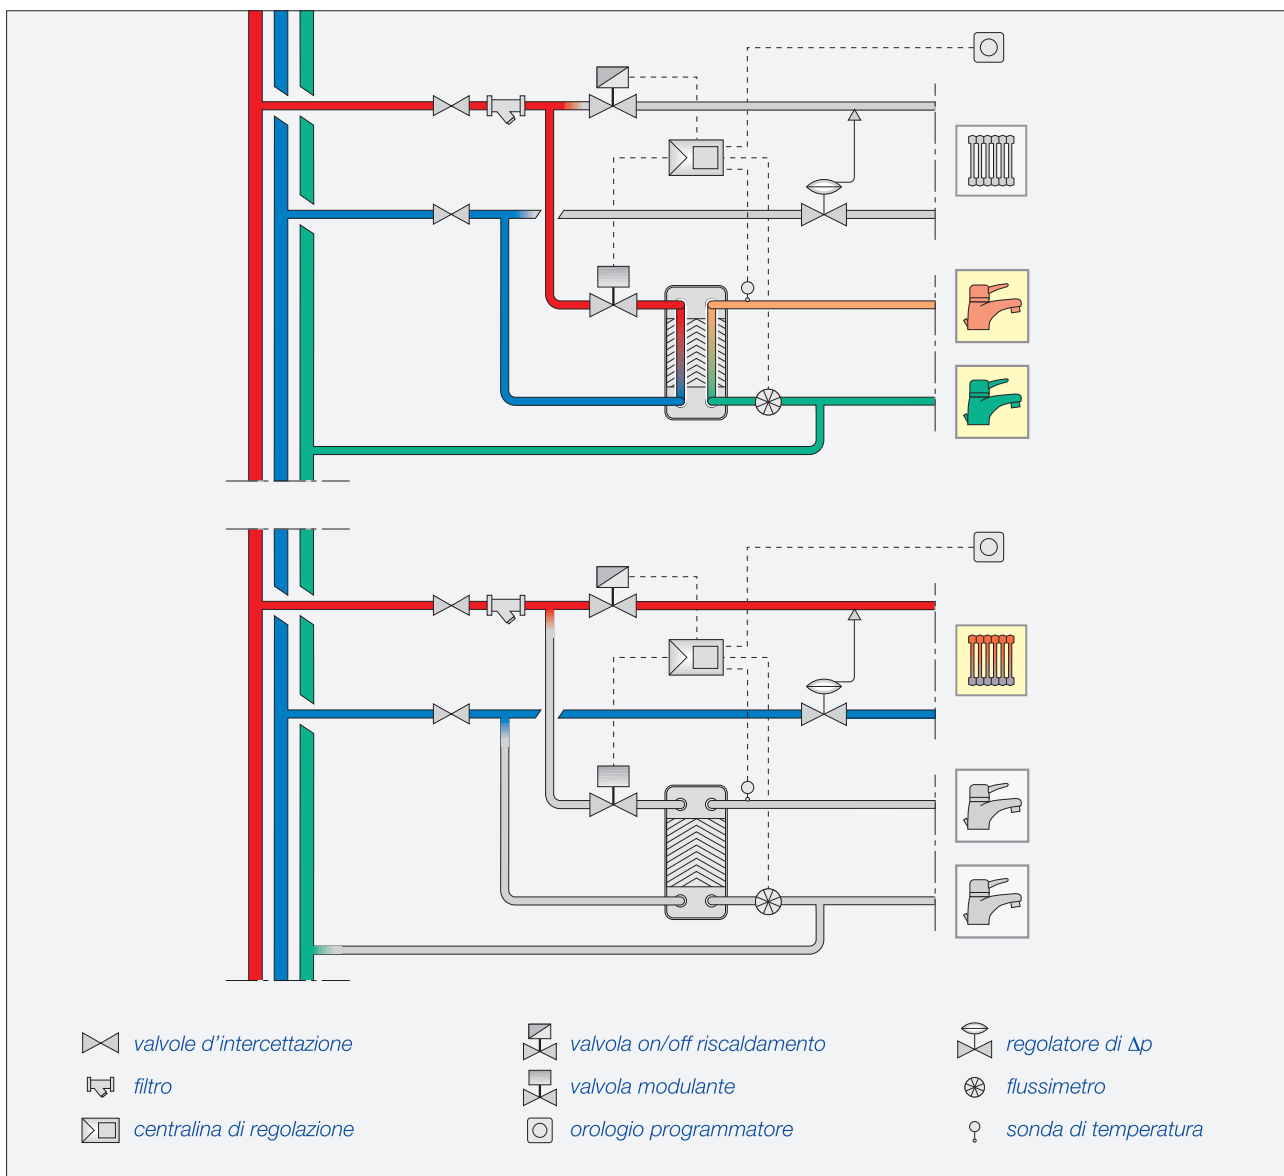 valvole d'intercettazione
valvola on/off riscaldamento
regolatore di Δp
filtro
valvola modulante
flussimetro
centralina di regolazione
orologio programmatore
sonda di temperatura